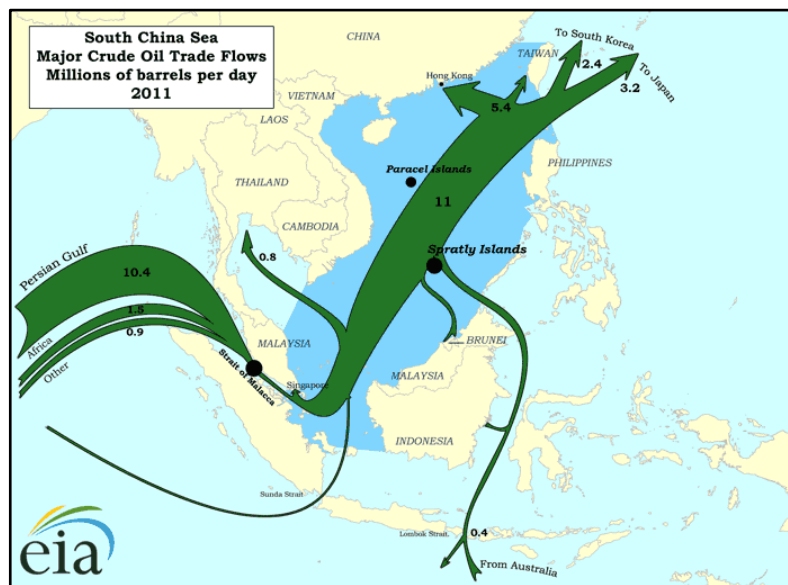 South China Sea
Major Crude Oil Trade Flows
Millions of barrels per day
2011
CHINA
TAIWAN
To South Korea
2.4
To Japan
3.2
Hong Kong
5.4
VIETNAM
LAOS
Paracel Islands
PHILIPPINES
THAILAND
11
CAMBODIA
Spratly Islands
0.8
Persian Gulf
10.4
1.5
Africa
0.9
Other
MALAYSIA
Strait of Malacca
Singapore
BRUNEI
MALAYSIA
INDONESIA
Sunda Strait
Lombok Strait.
0.4
From Australia
eia